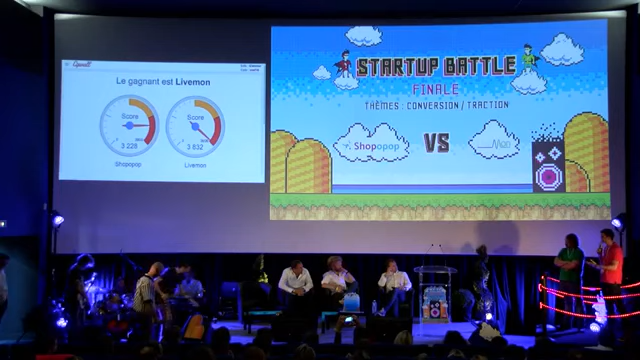 Le gagnant est Livemon
Score
3 228
Shopopop
Score
3 832
Livemon
STARTUP BATTLE
FINALE
THÈMES : CONVERSION / TRACTION
Shopopop
VS